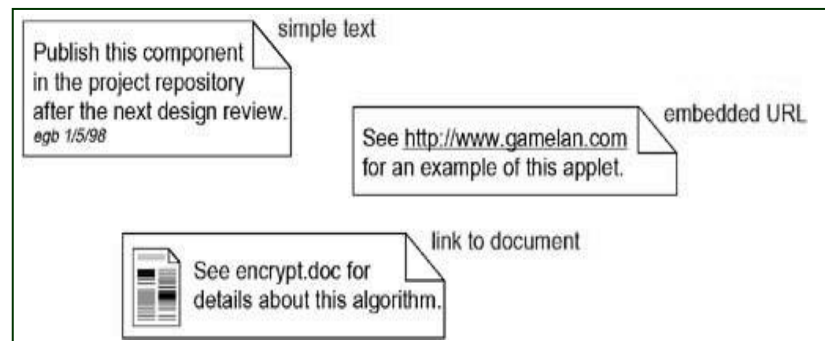 simple text
Publish this component
in the project repository
after the next design review.
egb 1/5/98
embedded URL
See http://www.gamelan.com
for an example of this applet.
link to document
See encrypt.doc for
details about this algorithm.